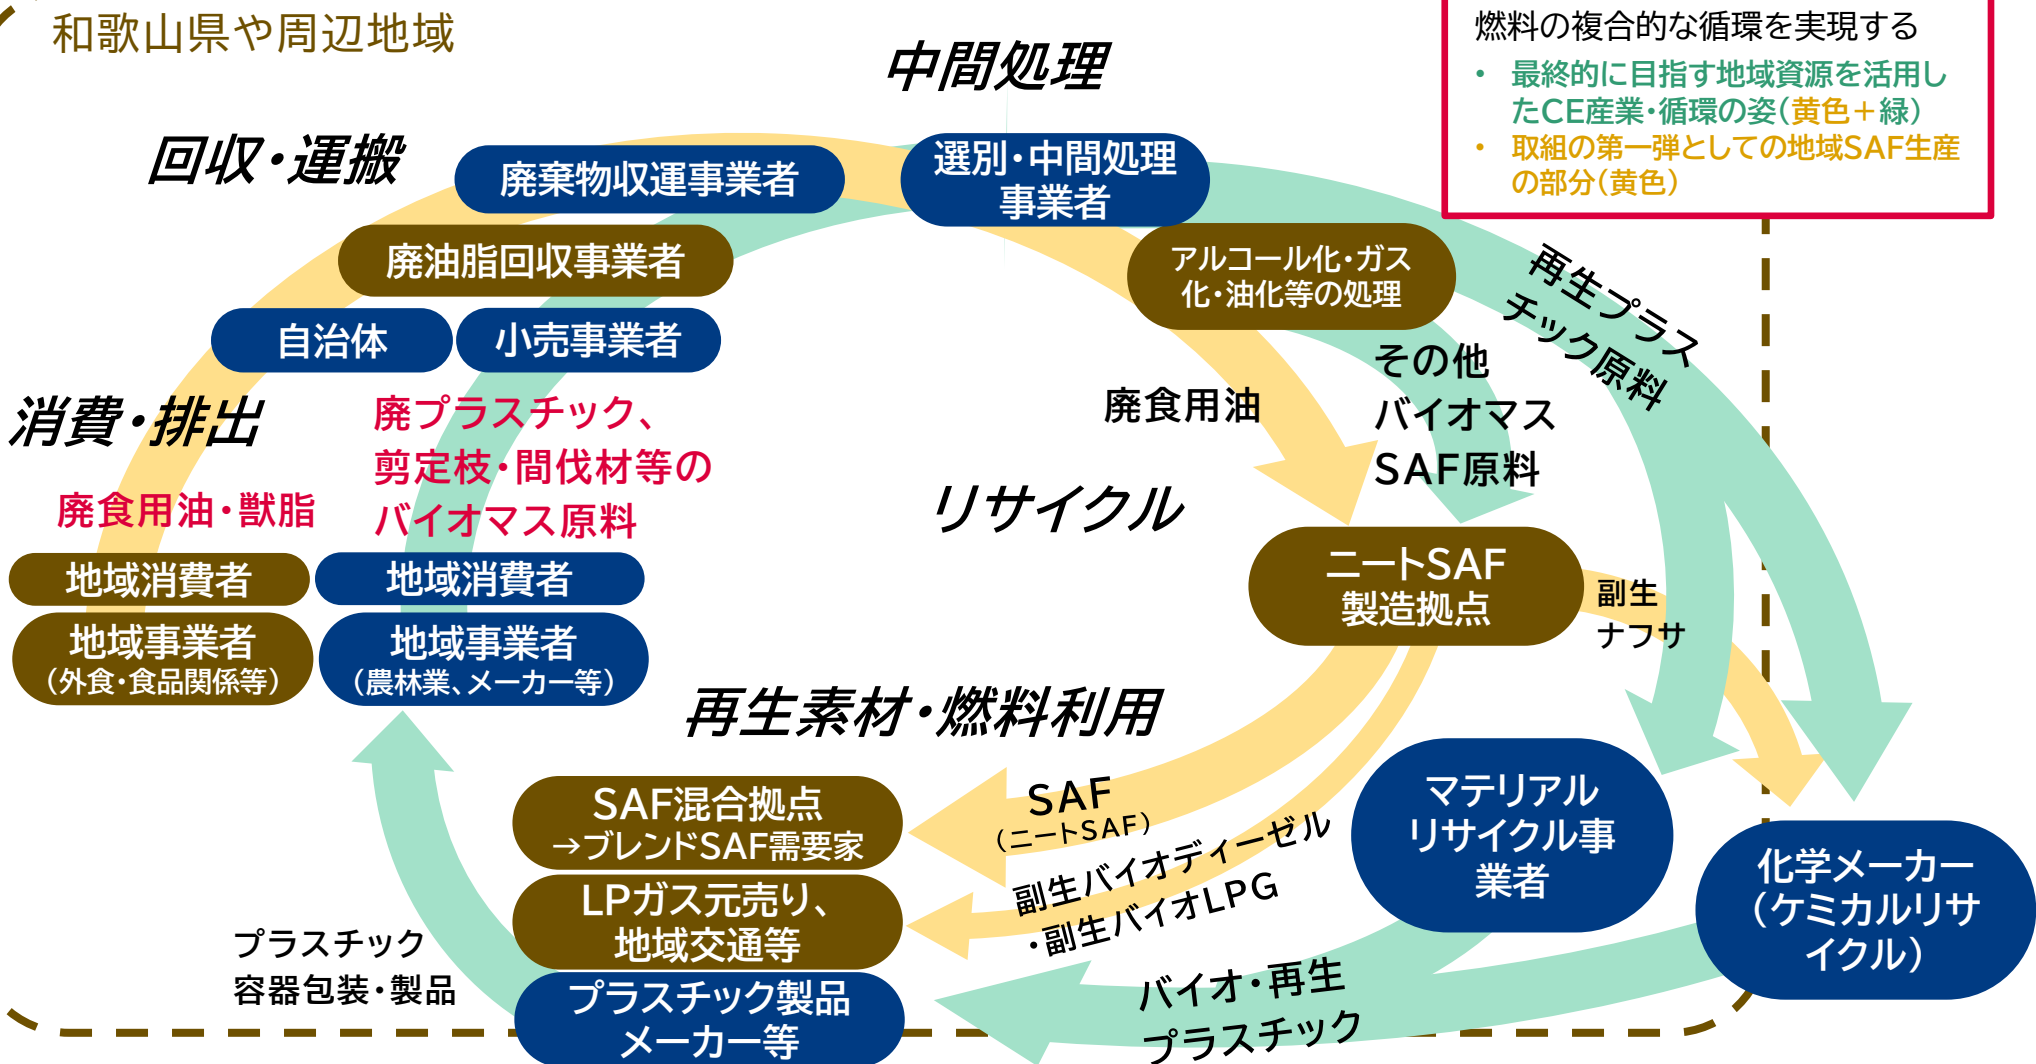 和歌山県や周辺地域
燃料の複合的な循環を実現する
・ 最終的に目指す地域資源を活用し
たCE産業・循環の姿(黄色+緑)
・ 取組の第一弾としての地域SAF生産
の部分(黄色)
中間処理
回収・運搬
廃棄物収運事業者
選別・中間処理
事業者
廃油脂回収事業者
アルコール化・ガス
化・油化等の処理
自治体
小売事業者
再生プラス
チック原料
その他
バイオマス
SAF原料
廃食用油
消費・排出
廃プラスチック、
剪定枝・間伐材等の
バイオマス原料
廃食用油・獣脂
リサイクル
地域消費者
地域消費者
地域事業者
(外食・食品関係等)
地域事業者
(農林業、メーカー等)
ニートSAF
製造拠点
副生
ナフサ
再生素材・燃料利用
SAF混合拠点
→ブレンドSAF需要家
SAF
(ニートSAF)
LPガス元売り、
地域交通等
副生バイオディーゼル
・副生バイオLPG
マテリアル
リサイクル事
業者
化学メーカー
(ケミカルリサ
イクル)
プラスチック
容器包装・製品
プラスチック製品
メーカー等
バイオ・再生
プラスチック